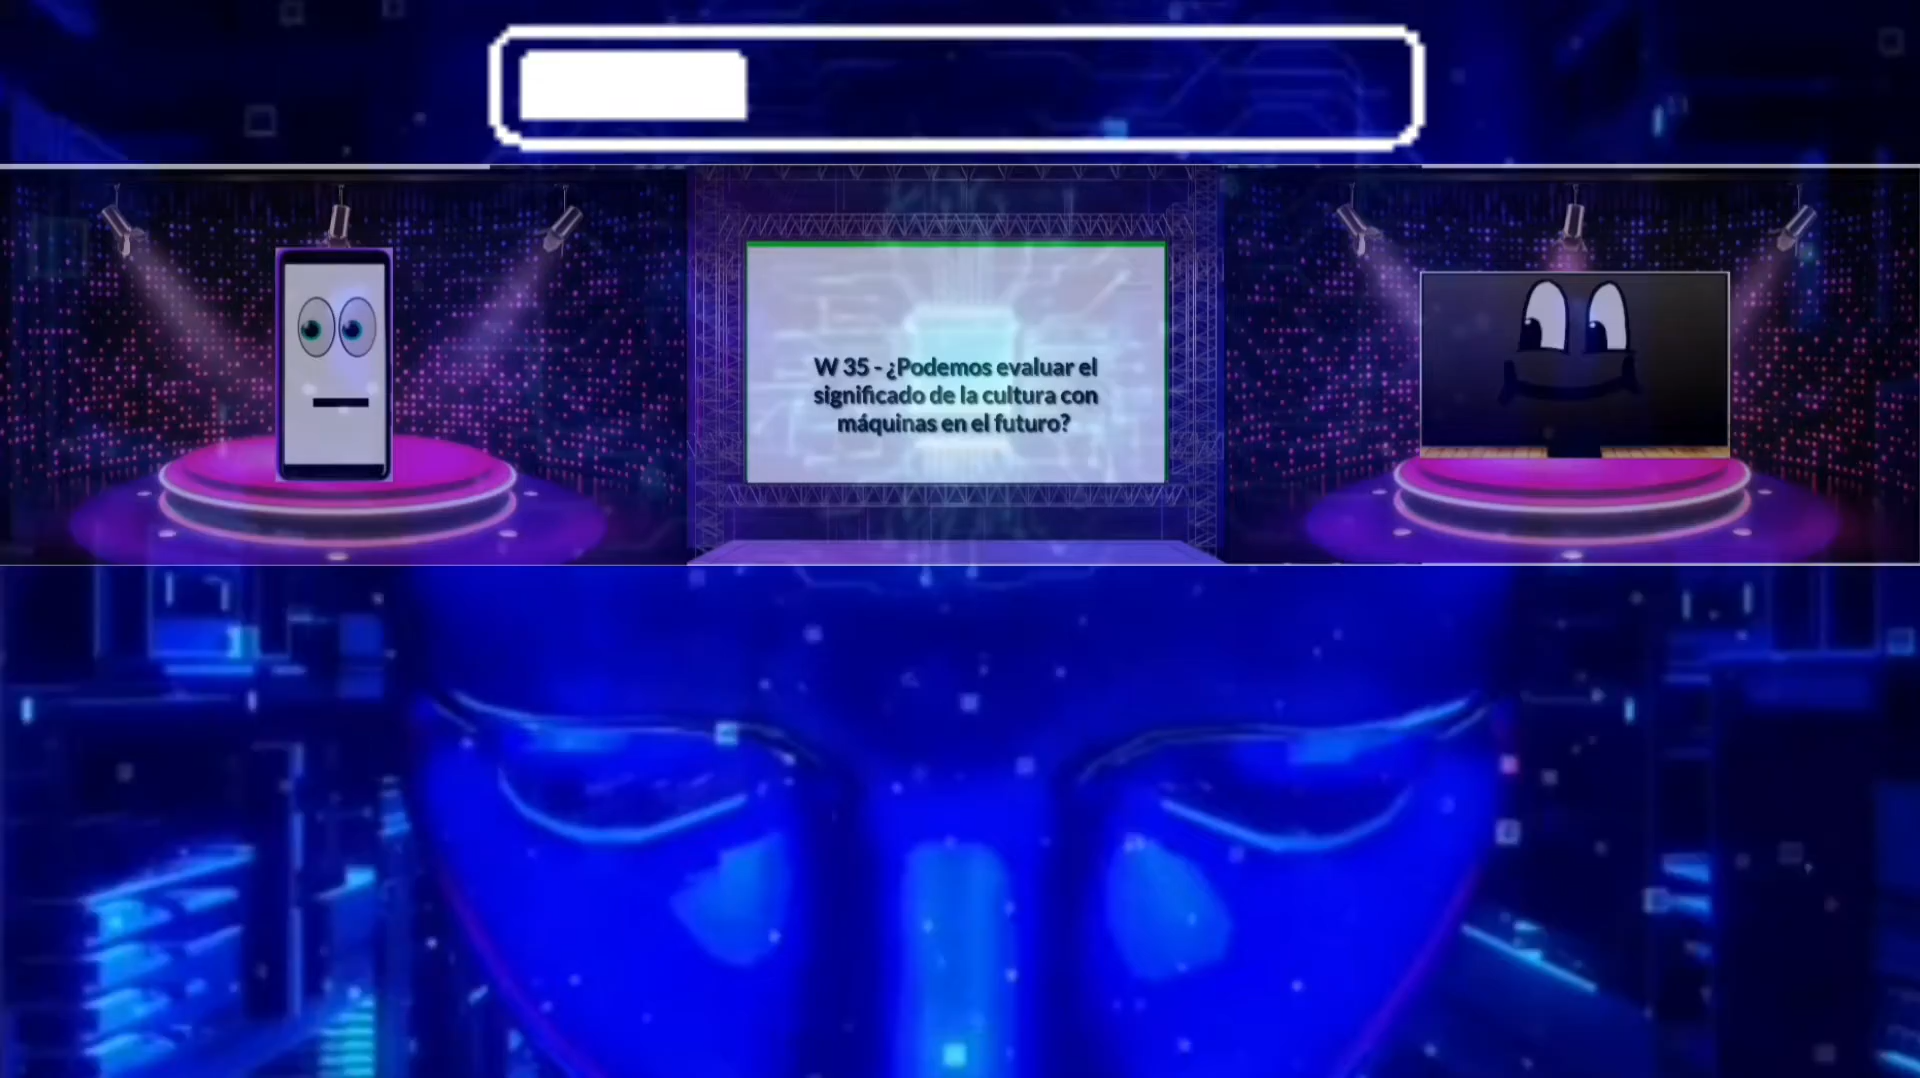 W 35 - ¿Podemos evaluar el
significado de la cultura con
máquinas en el futuro?